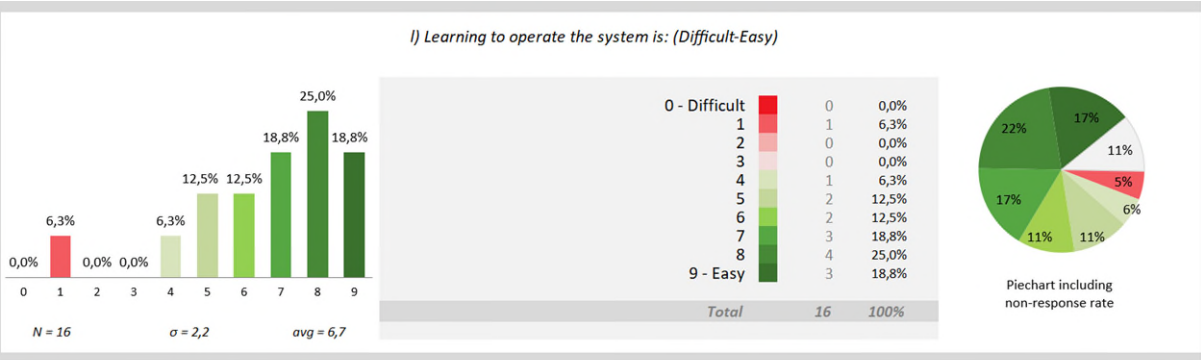 l) Learning to operate the system is: (Difficult-Easy)
25,0%
18,8%
18,8%
12,5%
12,5%
6,3%
6,3%
0,0%
0,0%
0,0%
0 1 2 3 4 5 6 7 8 9
N = 16
σ = 2,2
avg = 6,7
0 - Difficult 0 0,0%
1 1 6,3%
2 0 0,0%
3 0 0,0%
4 1 6,3%
5 2 12,5%
6 2 12,5%
7 3 18,8%
8 4 25,0%
9 - Easy 3 18,8%
Total 16 100%
17%
22%
11%
5%
17%
6%
11%
11%
Piechart including
non-response rate